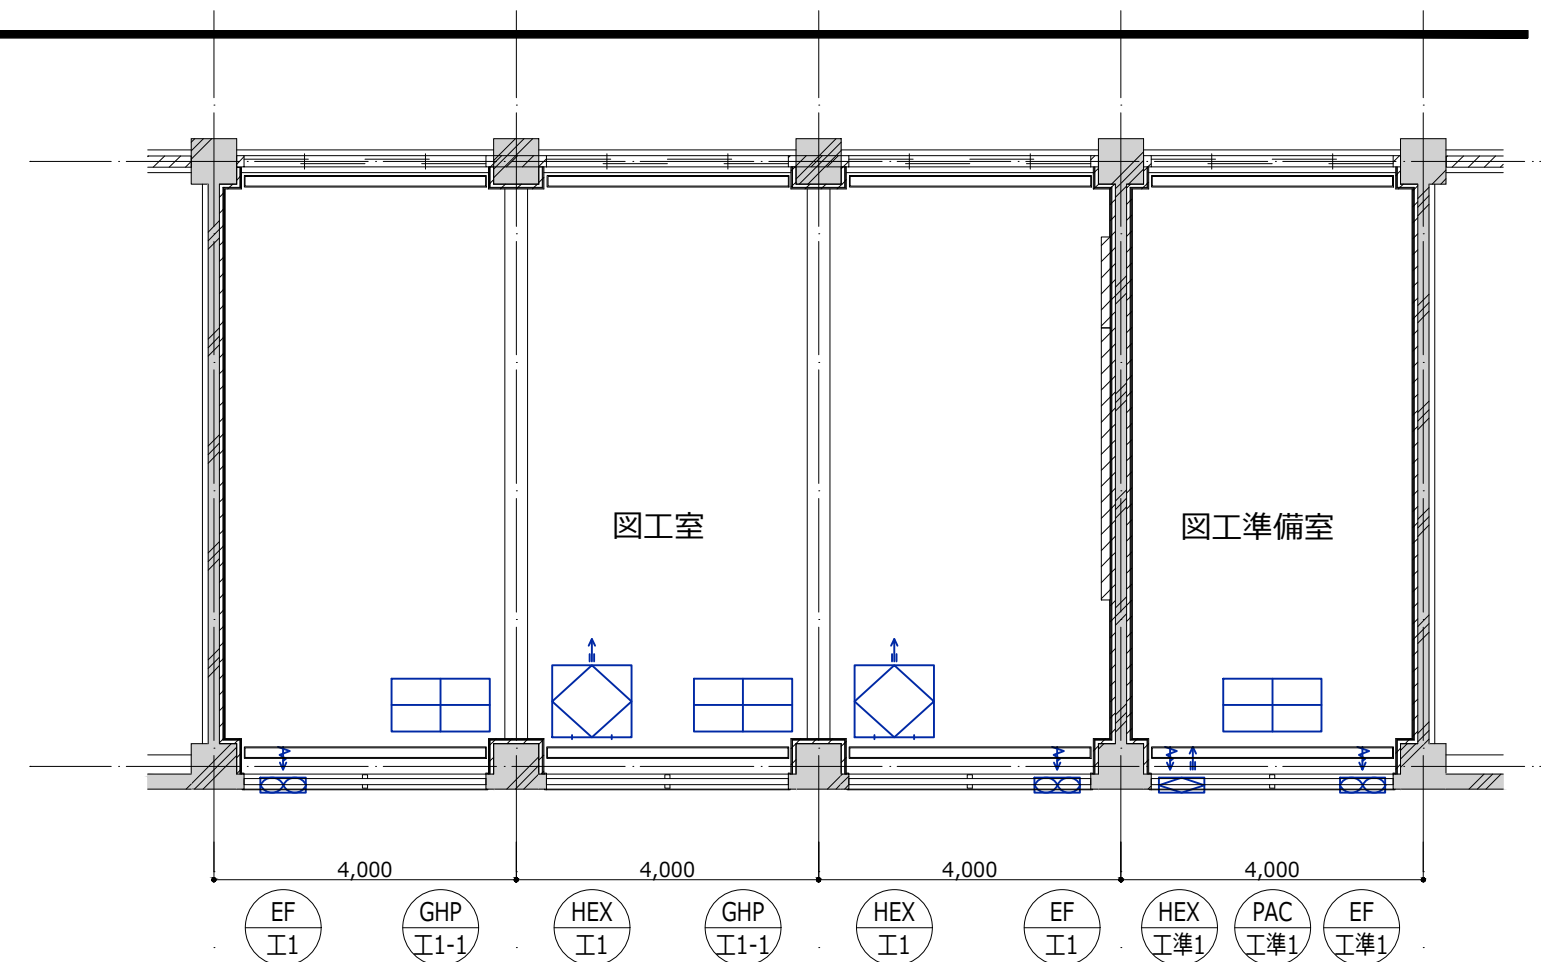 図工室
図工準備室
4,000
4,000
4,000
4,000
EF
工1
GHP
工1-1
HEX
工1
GHP
工1-1
HEX
工1
EF
工1
HEX
工準1
PAC
工準1
EF
工準1